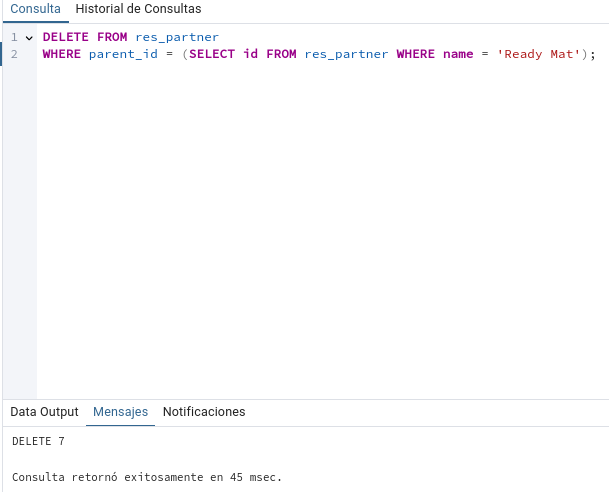 Consulta Historial de Consultas
1 DELETE FROM res_partner
2 WHERE parent_id = (SELECT id FROM res_partner WHERE name = 'Ready Mat');
Data Output Mensajes Notificaciones
DELETE 7
Consulta retornó exitosamente en 45 msec.